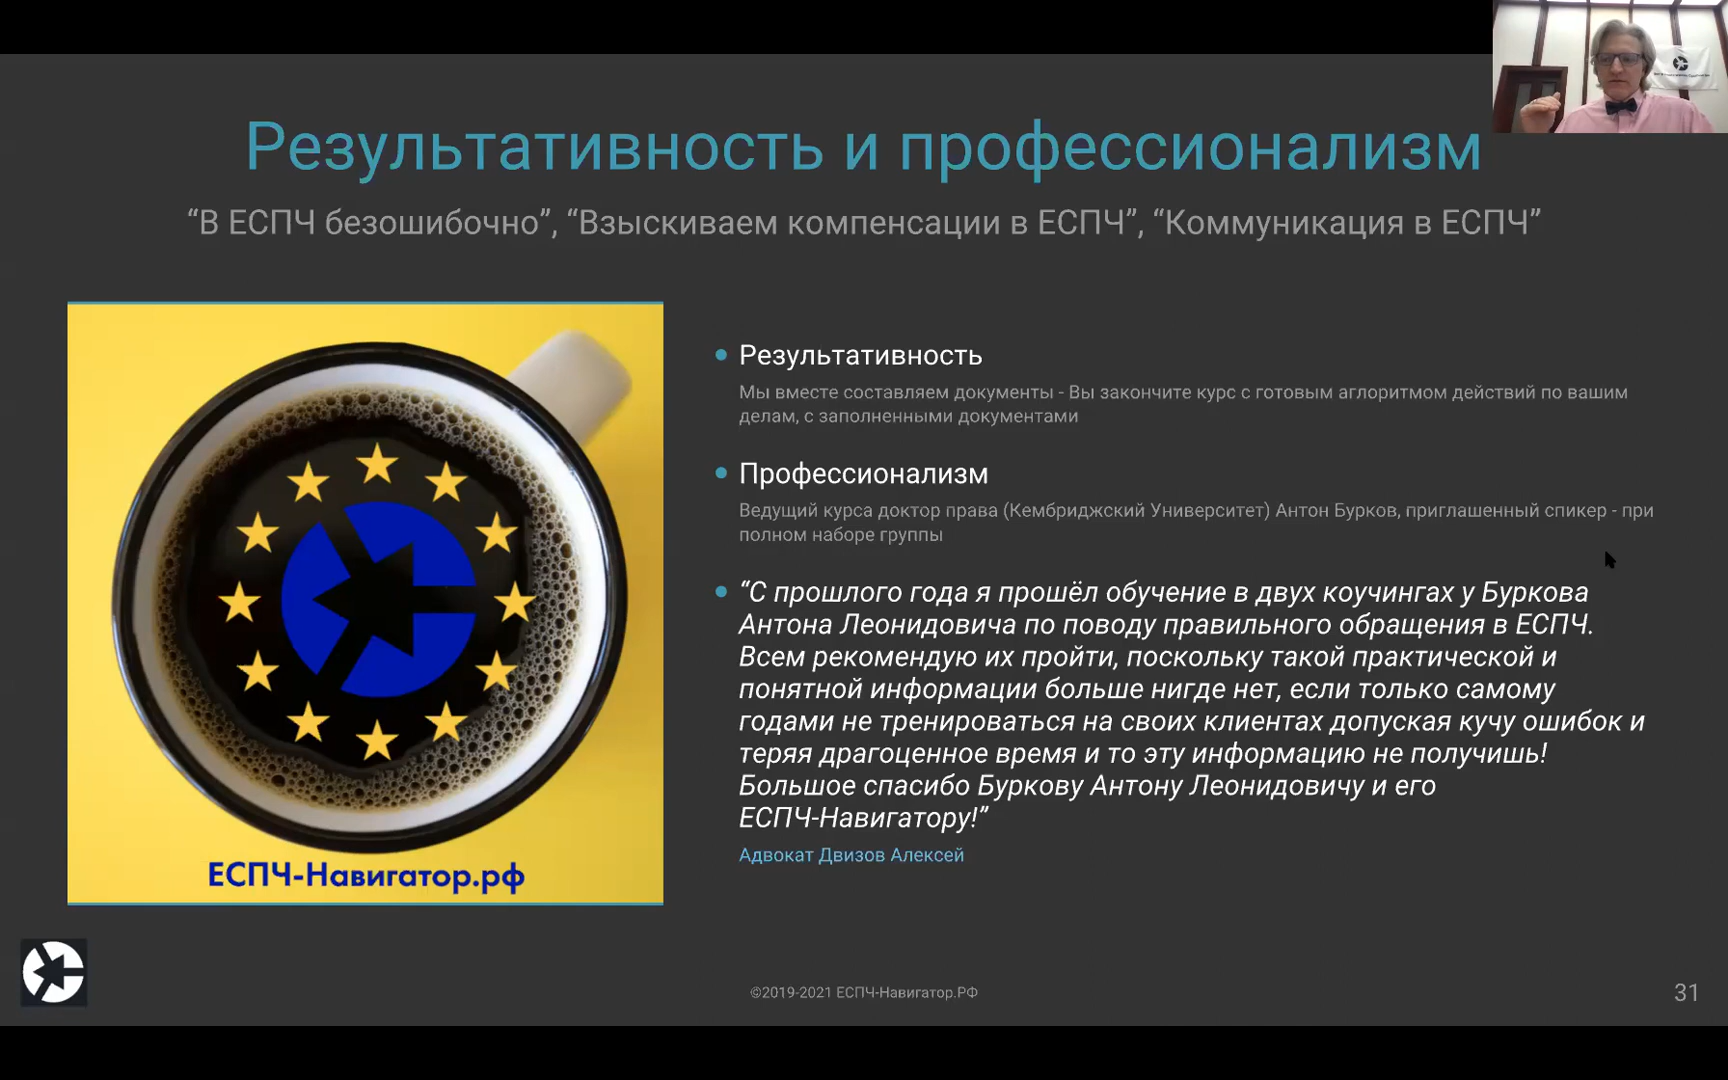 Результативность и профессионализм
“В ЕСПЧ безошибочно”, “Взыскиваем компенсации в ЕСПЧ”, “Коммуникация в ЕСПЧ”
Результативность
Мы вместе составляем документы - Вы закончите курс с готовым аглоритмом действий по вашим
делам, с заполненными документами
Профессионализм
Ведущий курса доктор права (Кембриджский Университет) Антон Бурков, приглашенный спикер - при
полном наборе группы
“С прошлого года я прошёл обучение в двух коучингах у Буркова
Антона Леонидовича по поводу правильного обращения в ЕСПЧ.
Всем рекомендую их пройти, поскольку такой практической и
понятной информации больше нигде нет, если только самому
годами не тренироваться на своих клиентах допуская кучу ошибок и
теряя драгоценное время и то эту информацию не получишь!
Большое спасибо Буркову Антону Леонидовичу и его
ЕСПЧ-Навигатору!”
Адвокат Двизов Алексей
ЕСПЧ-Навигатор.рф
©2019-2021 ЕСПЧ-Навигатор.РФ
31